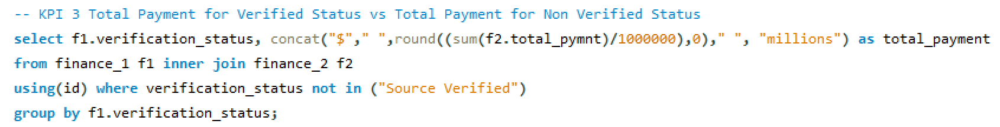 -- KPI 3 Total Payment for Verified Status vs Total Payment for Non Verified Status
select f1.verification_status, concat("$"," ",round((sum(f2.total_pymnt)/1000000),0)," ", "millions") as total_payment
from finance_1 f1 inner join finance_2 f2
using(id) where verification_status not in ("Source Verified")
group by f1.verification_status;